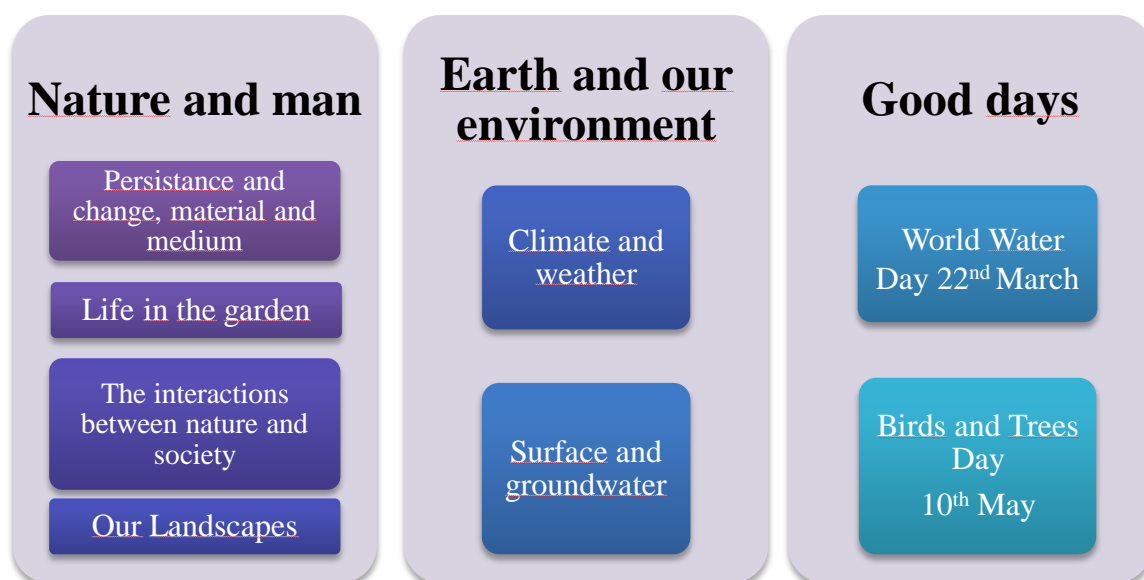 Nature and man
Persistance and
change, material and
medium
Life in the garden
The interactions
between nature and
society
Our Landscapes
Earth and our
environment
Climate and
weather
Surface and
groundwater
Good days
World Water
Day 22nd March
Birds and Trees
Day
10th May